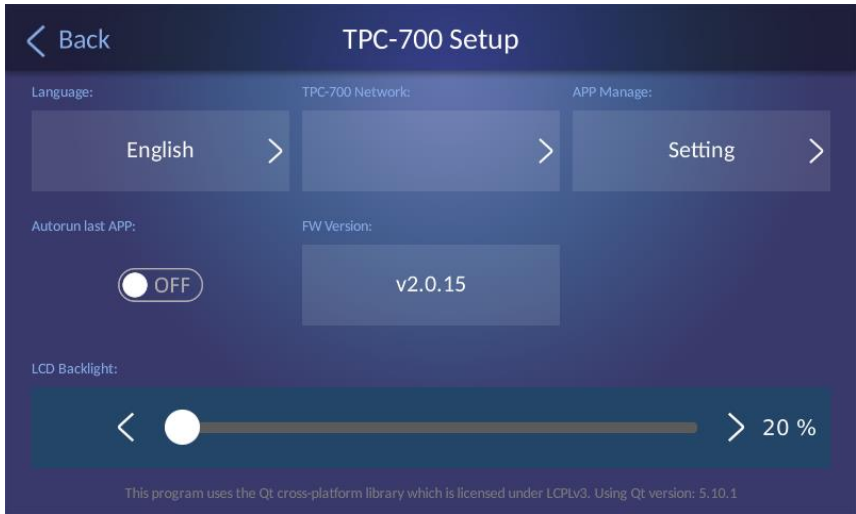 Back
TPC-700 Setup
Language:
TPC-700 Network:
APP Manage:
English
Setting
Autorun last APP:
FW Version:
OFF
v2.0.15
LCD Backlight:
20 %
This program uses the Qt cross-platform library which is licensed under LCPLv3. Using Qt version: 5.10.1